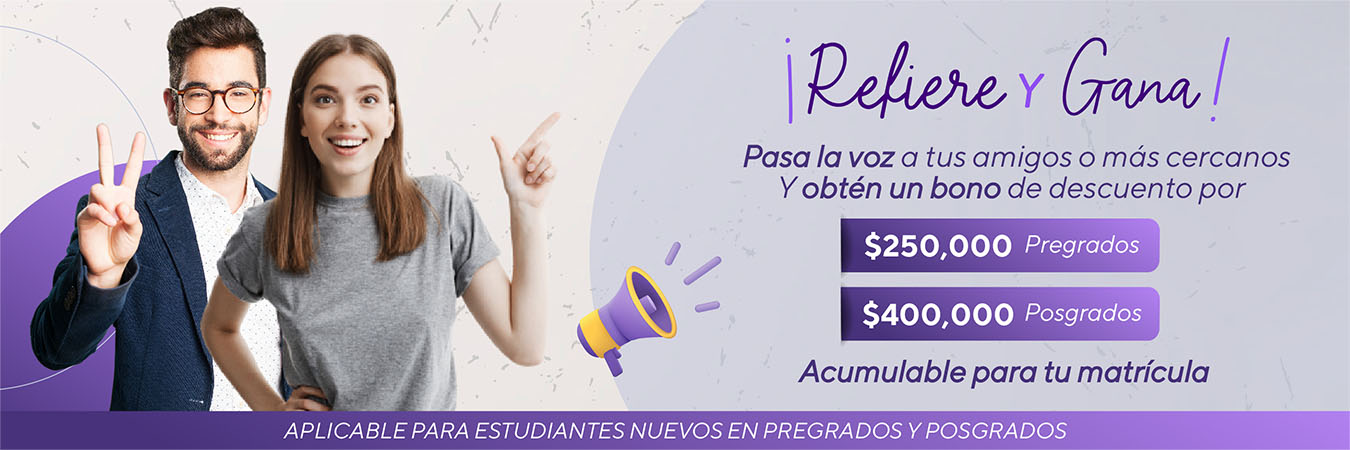 ¡Refiere Y Gana!
Pasa la voz a tus amigos o más cercanos
Y obtén un bono de descuento por
$250,000 Pregrados
$400,000 Posgrados
Acumulable para tu matrícula
APLICABLE PARA ESTUDIANTES NUEVOS EN PREGRADOS Y POSGRADOS